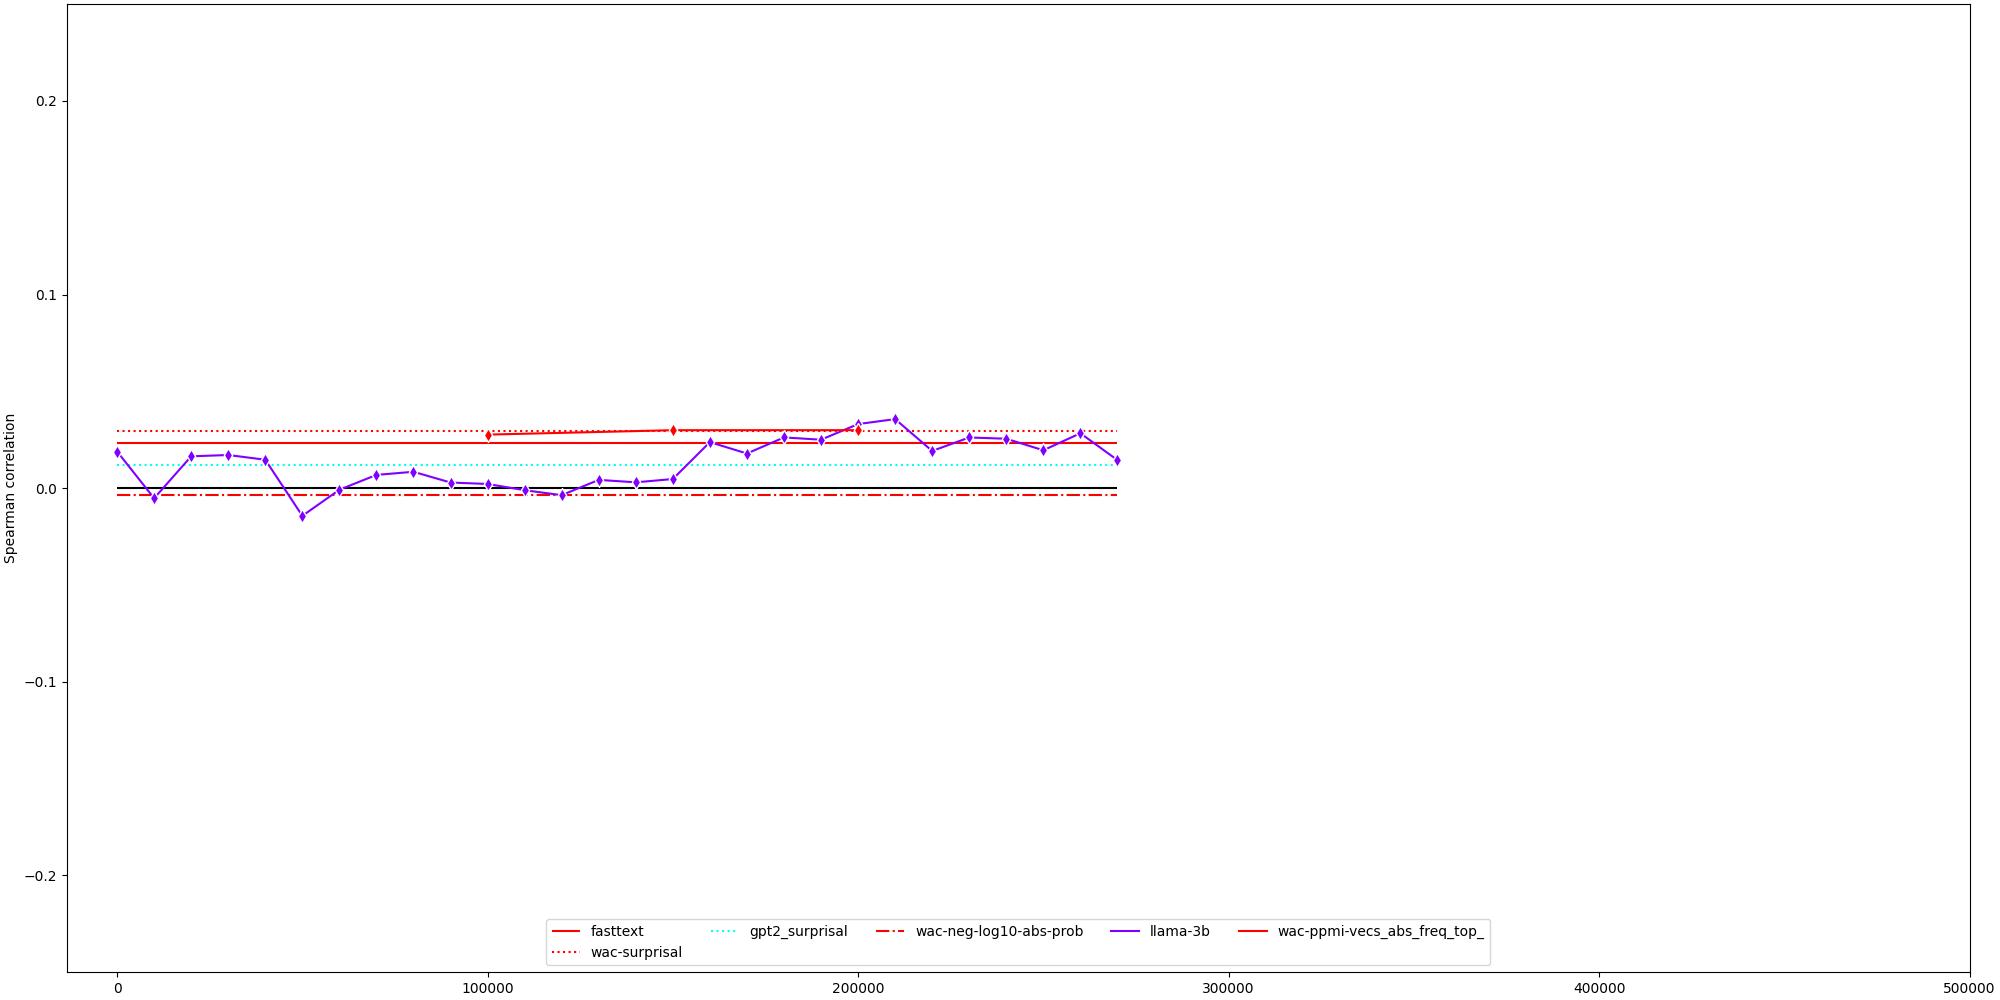 Spearman correlation
0.2
0.1
0.0
−0.1
−0.2
0
100000
200000
300000
400000
500000
fasttext
wac-surprisal
gpt2_surprisal
wac-neg-log10-abs-prob
llama-3b
wac-ppmi-vecs_abs_freq_top_